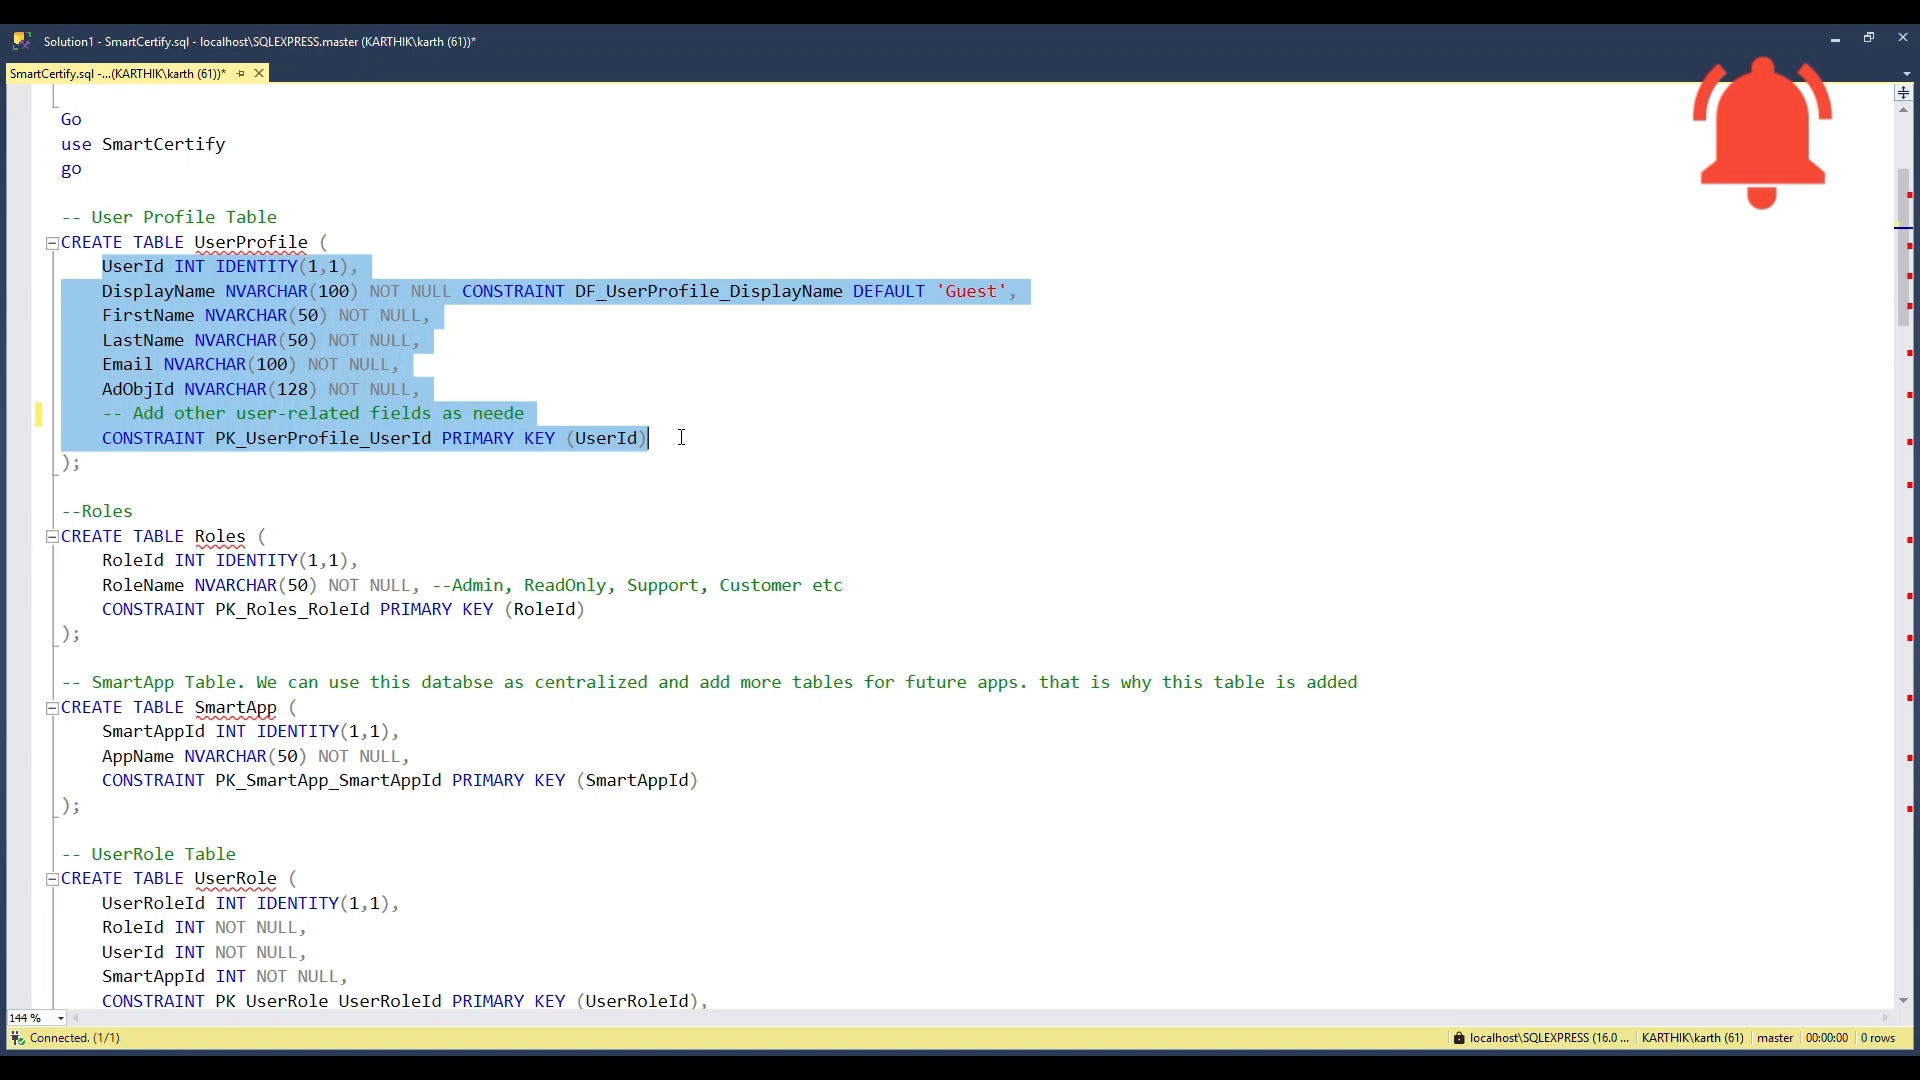 Solution1 - SmartCertify.sql - localhost\SQLEXPRESS.master (KARTHIK\karth (61))*
SmartCertify.sql -...(KARTHIK\karth (61))*
Go
use SmartCertify
go
-- User Profile Table
CREATE TABLE UserProfile (
UserId INT IDENTITY(1,1),
DisplayName NVARCHAR(100) NOT NULL CONSTRAINT DF_UserProfile_DisplayName DEFAULT 'Guest',
FirstName NVARCHAR(50) NOT NULL,
LastName NVARCHAR(50) NOT NULL,
Email NVARCHAR(100) NOT NULL,
AdObjId NVARCHAR(128) NOT NULL,
-- Add other user-related fields as neede
CONSTRAINT PK_UserProfile_UserId PRIMARY KEY (UserId)
);
--Roles
CREATE TABLE Roles (
RoleId INT IDENTITY(1,1),
RoleName NVARCHAR(50) NOT NULL, --Admin, ReadOnly, Support, Customer etc
CONSTRAINT PK_Roles_RoleId PRIMARY KEY (RoleId)
);
-- SmartApp Table. We can use this databse as centralized and add more tables for future apps. that is why this table is added
CREATE TABLE SmartApp (
SmartAppId INT IDENTITY(1,1),
AppName NVARCHAR(50) NOT NULL,
CONSTRAINT PK_SmartApp_SmartAppId PRIMARY KEY (SmartAppId)
);
-- UserRole Table
CREATE TABLE UserRole (
UserRoleId INT IDENTITY(1,1),
RoleId INT NOT NULL,
UserId INT NOT NULL,
SmartAppId INT NOT NULL,
CONSTRAINT PK_UserRole_UserRoleId PRIMARY KEY (UserRoleId),
144 %
Connected. (1/1)
localhost\SQLEXPRESS (16.0 ... KARTHIK\karth (61) master 00:00:00 0 rows